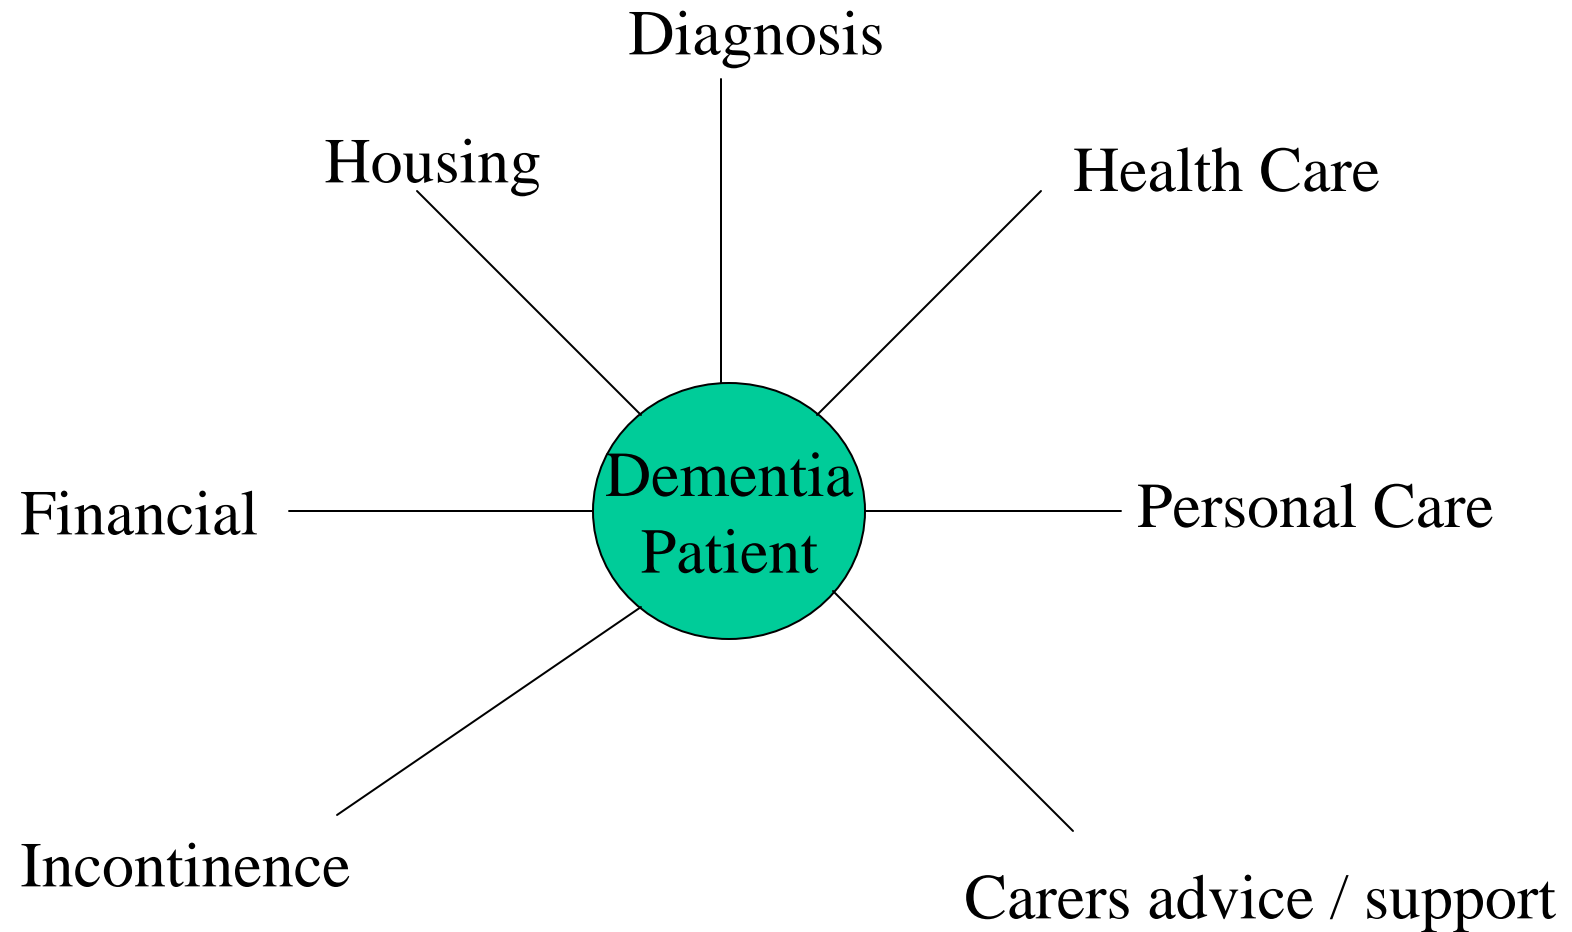 Diagnosis
Housing
Health Care
Dementia
Patient
Financial
Personal Care
Incontinence
Carers advice / support